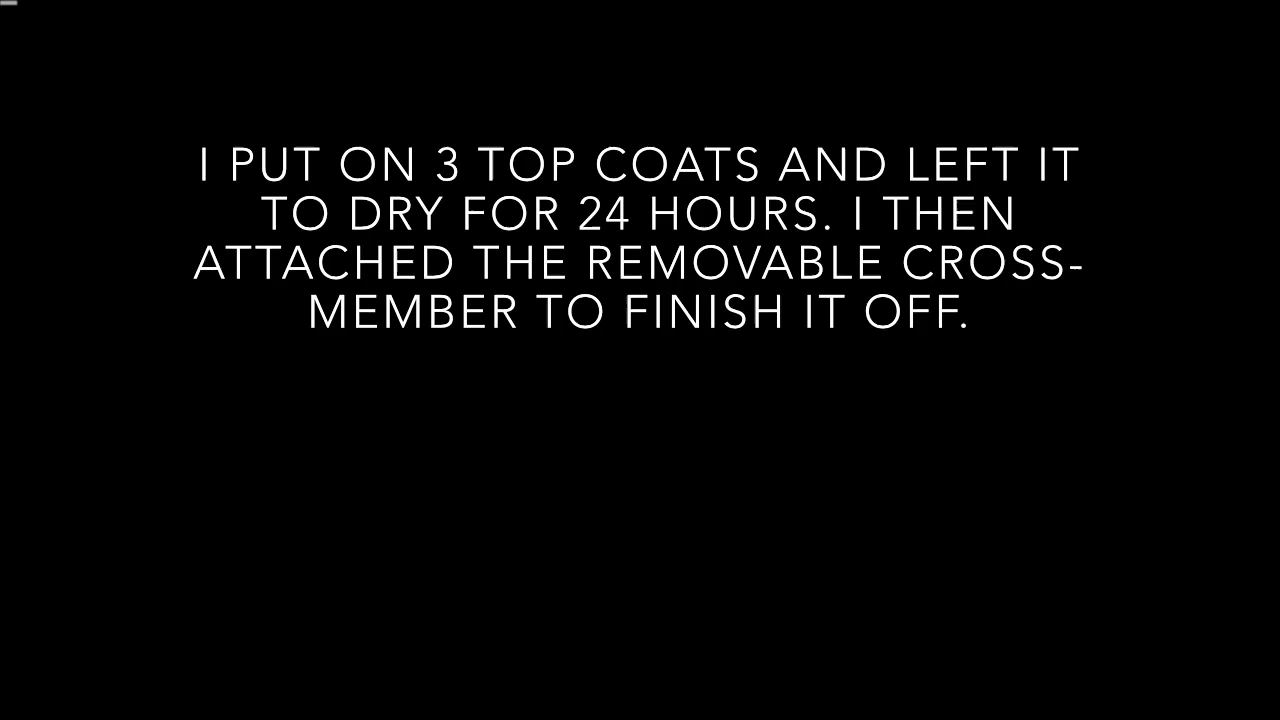 I PUT ON 3 TOP COATS AND LEFT IT
TO DRY FOR 24 HOURS. I THEN
ATTACHED THE REMOVABLE CROSS-
MEMBER TO FINISH IT OFF.